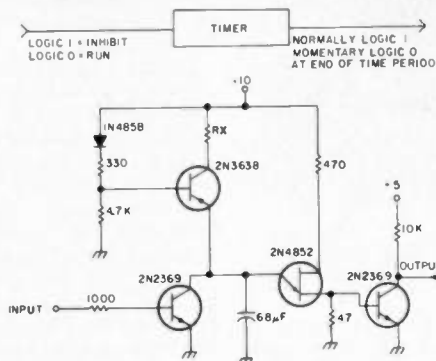 TIMER
LOGIC 1 = INHIBIT
LOGIC 0 = RUN
NORMALLY LOGIC 1
MOMENTARY LOGIC 0
AT END OF TIME PERIOD
+10
1N4858
RX
330
2N3638
470
+5
4.7K
2N4852
10K
2N2369
2N2369
OUTPUT
INPUT
1000
68µF
47